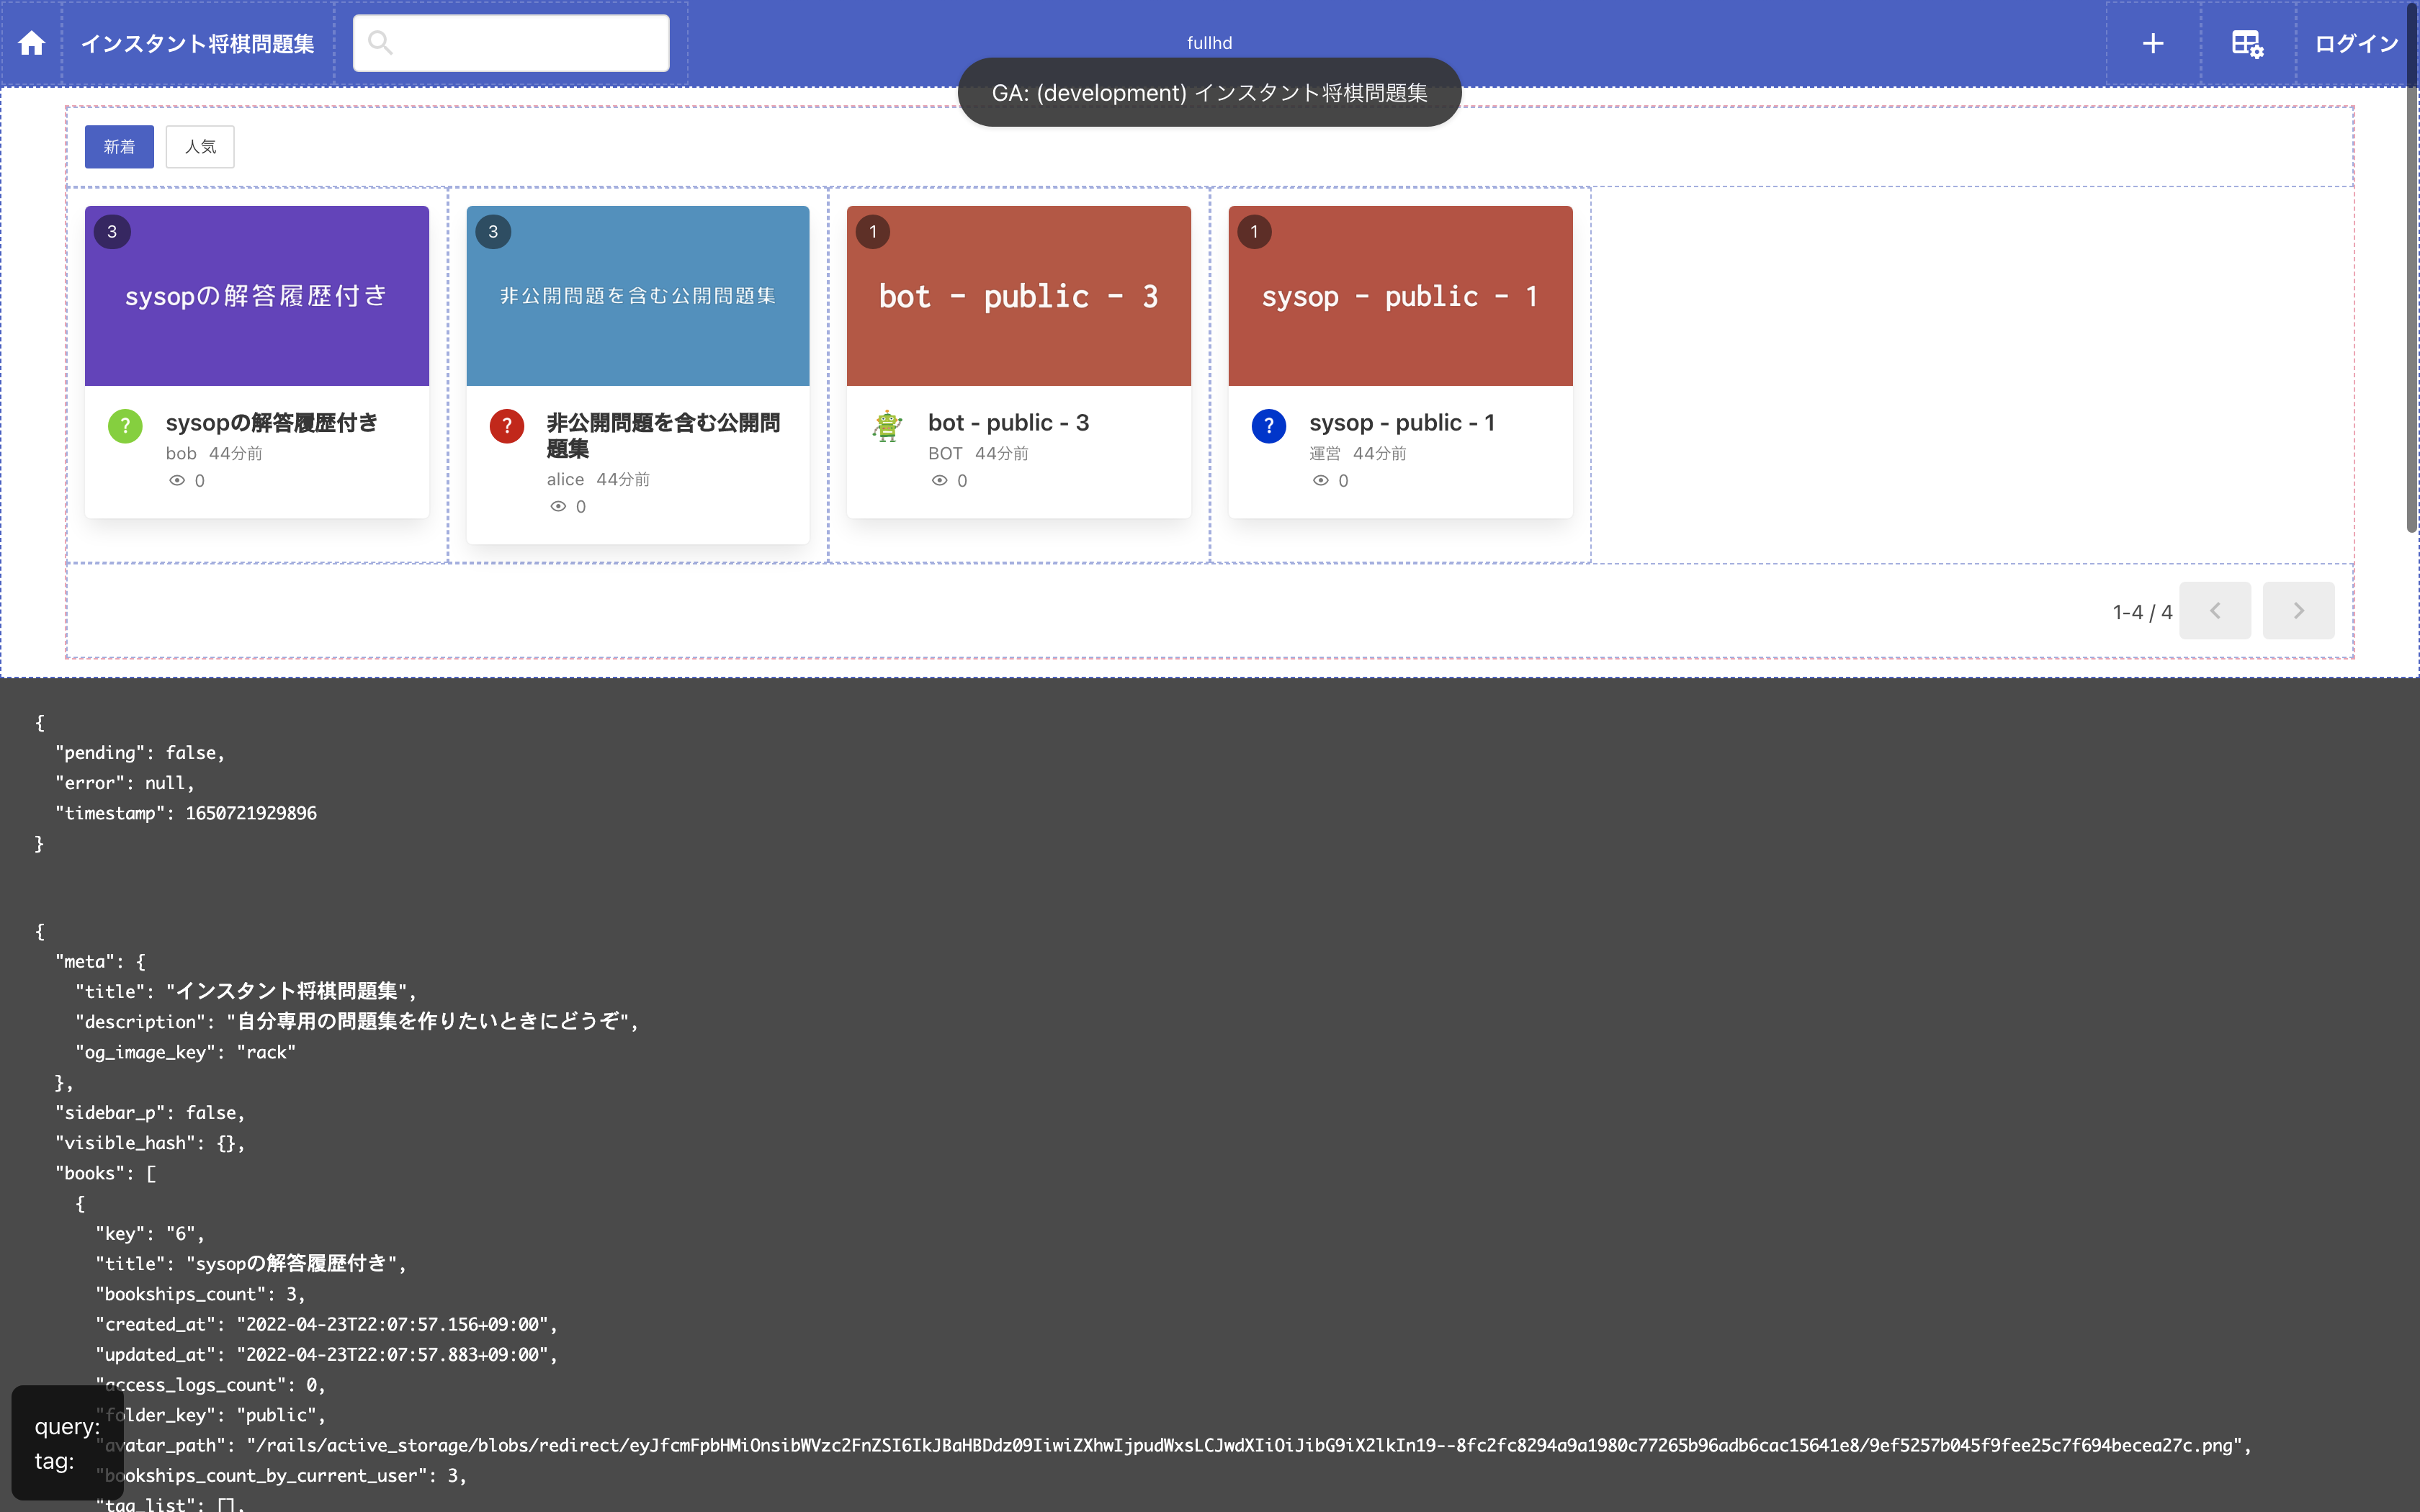 インスタント将棋問題集
fullhd
ログイン
GA: (development) インスタント将棋問題集
新着
人気
3
sysopの解答履歴付き
sysopの解答履歴付き
bob 44分前
0
3
非公開問題を含む公開問題集
非公開問題を含む公開問
題集
alice 44分前
0
1
bot - public - 3
bot - public - 3
BOT 44分前
0
1
sysop - public - 1
sysop - public - 1
運営 44分前
0
1-4 / 4
{
"pending": false,
"error": null,
"timestamp": 1650721929896
}
{
"meta": {
"title": "インスタント将棋問題集",
"description": "自分専用の問題集を作りたいときにどうぞ",
"og_image_key": "rack"
},
"sidebar_p": false,
"visible_hash": {},
"books": [
{
"key": "6",
"title": "sysopの解答履歴付き",
"bookships_count": 3,
"created_at": "2022-04-23T22:07:57.156+09:00",
"updated_at": "2022-04-23T22:07:57.883+09:00",
"access_logs_count": 0,
"folder_key": "public",
"avatar_path": "/rails/active_storage/blobs/redirect/eyJfcmFpbHMiOnsibWVzc2FnZSI6IkJBaHBDdz09IiwiZXhwIjpudWxsLCJwdXIiOiJibG9iX2lkIn19--8fc2fc8294a9a1980c77265b96adb6cac15641e8/9ef5257b045f9fee25c7f694becea27c.png",
"bookships_count_by_current_user": 3,
"tag_list": [],
query:
tag: